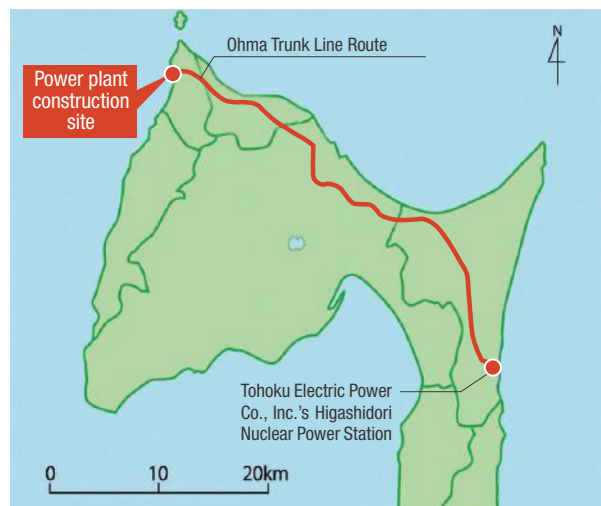 Ohma Trunk Line Route
N
Power plant
construction
site
Tohoku Electric Power
Co., Inc.'s Higashidori
Nuclear Power Station
0 10 20km